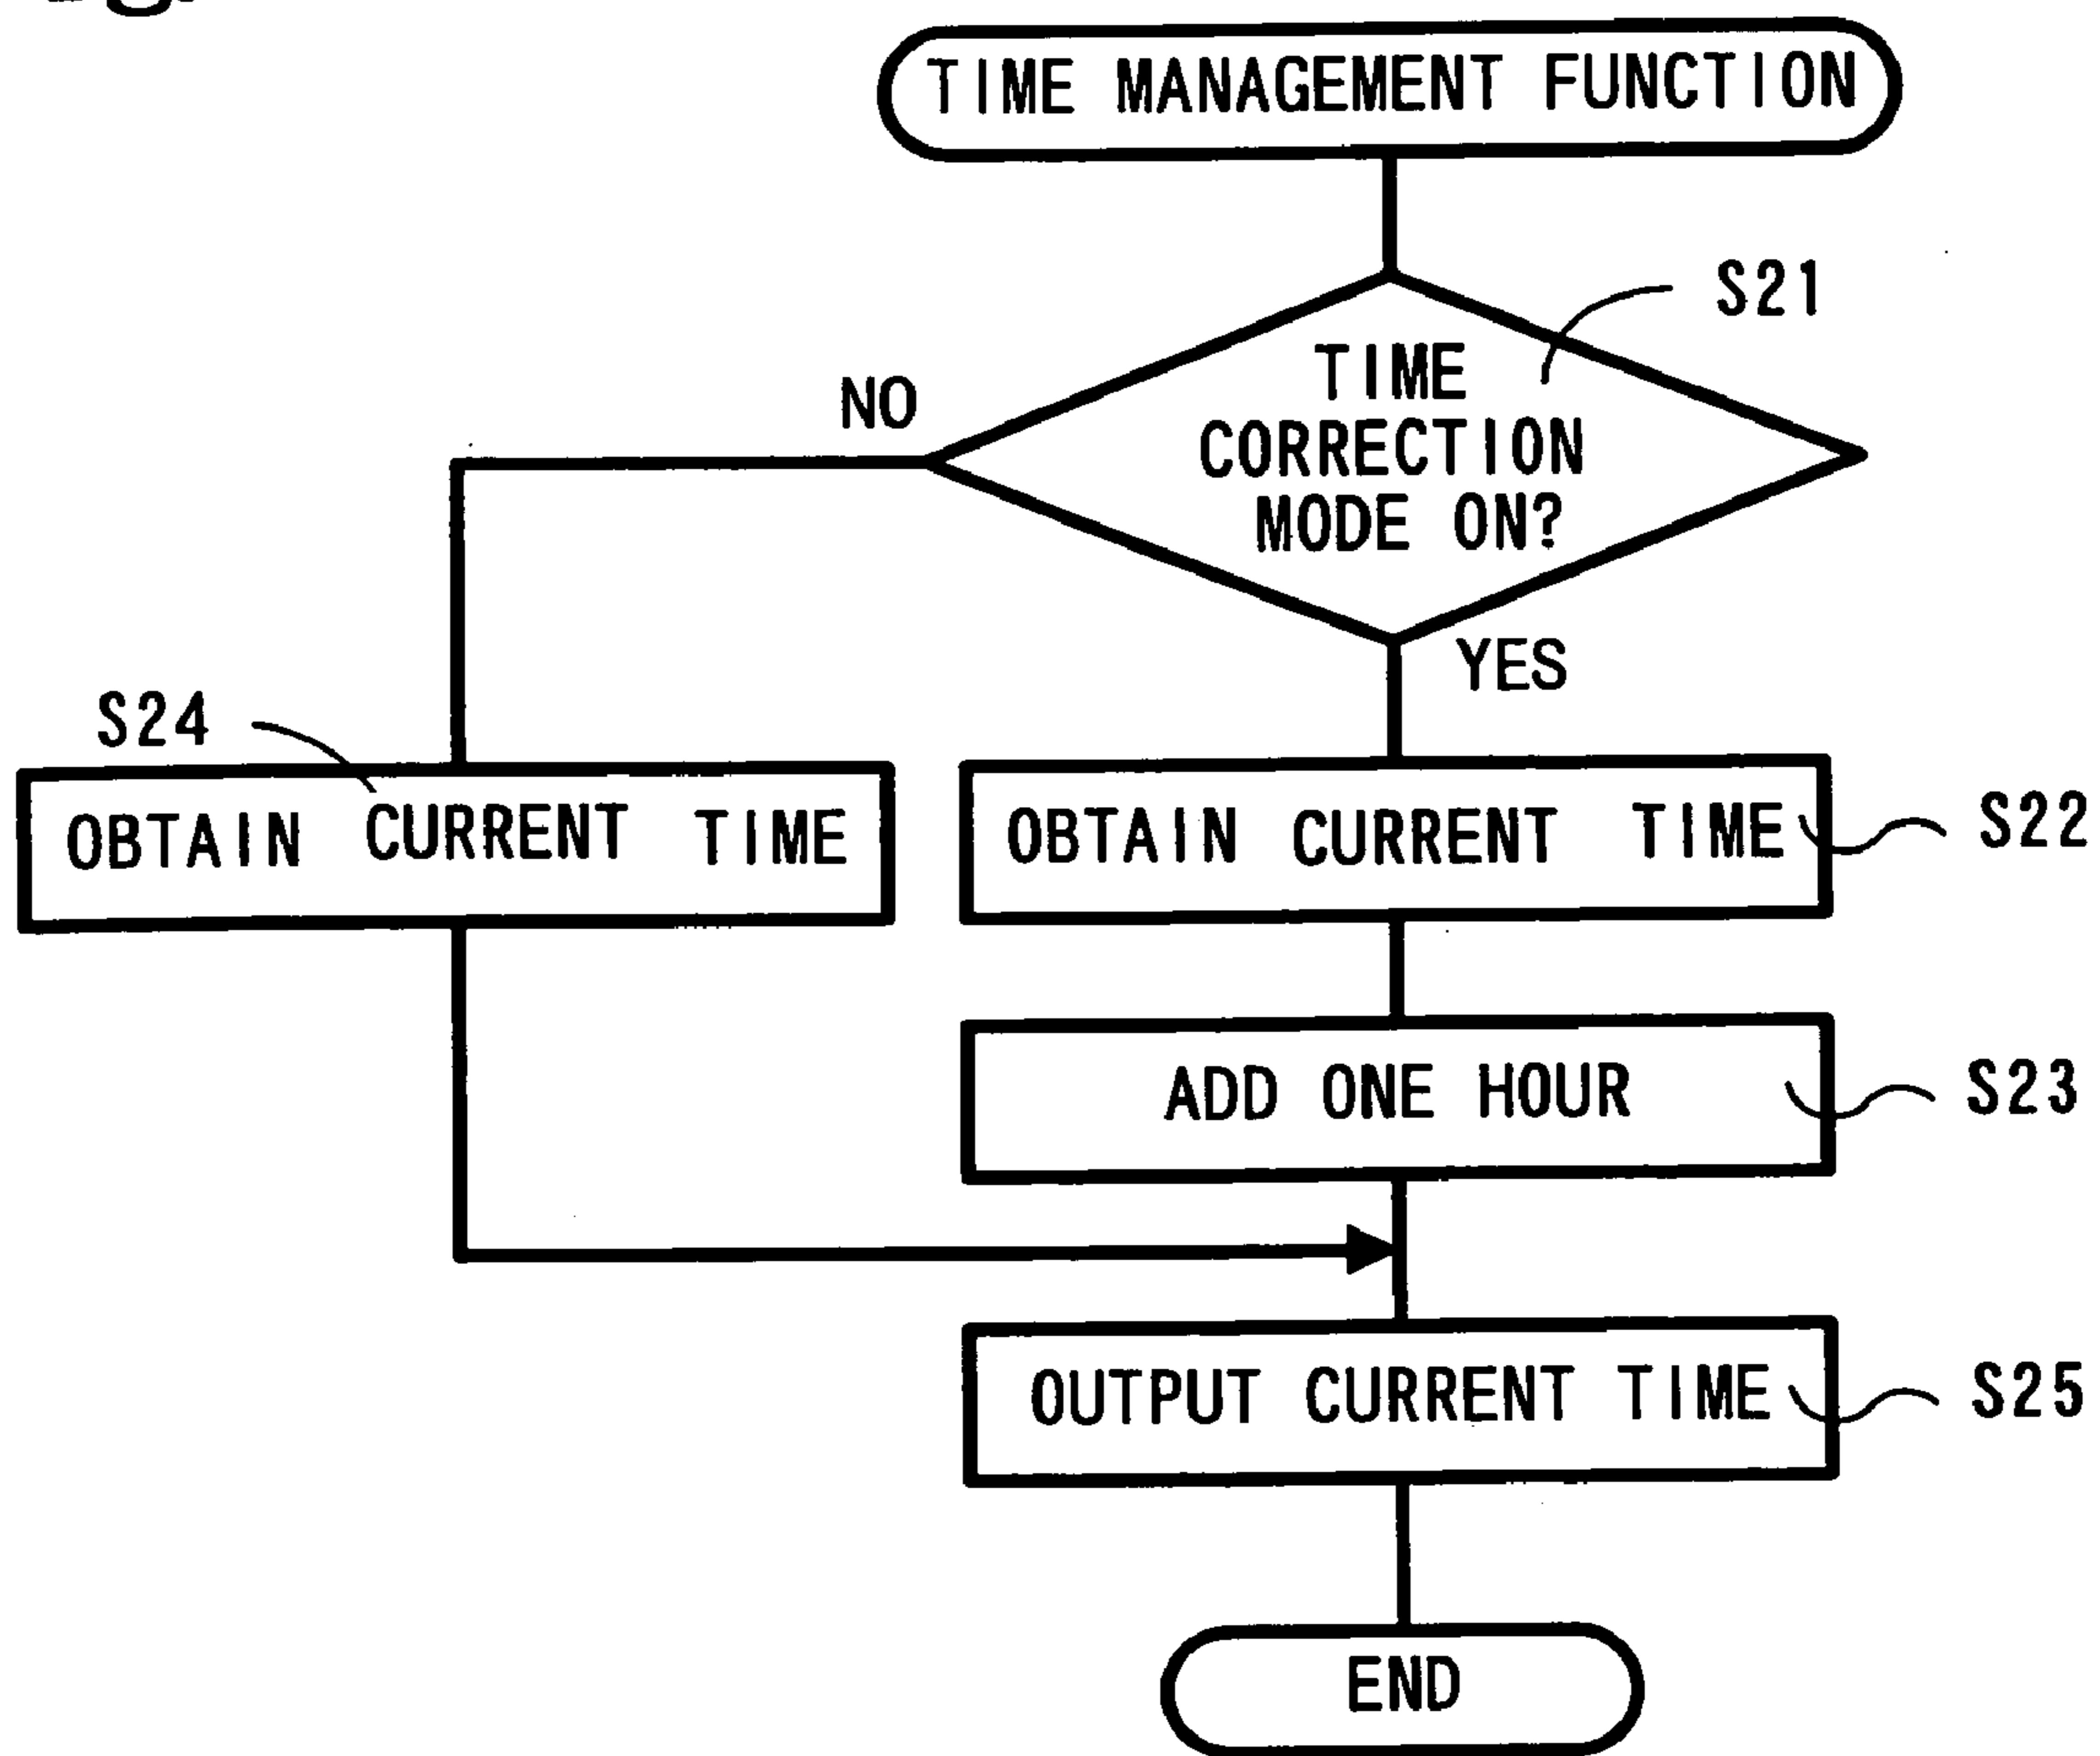 TIME MANAGEMENT FUNCTION
S21
TIME
CORRECTION
MODE ON?
NO
YES
S24
OBTAIN CURRENT TIME
OBTAIN CURRENT TIME
S22
ADD ONE HOUR
S23
OUTPUT CURRENT TIME
S25
END